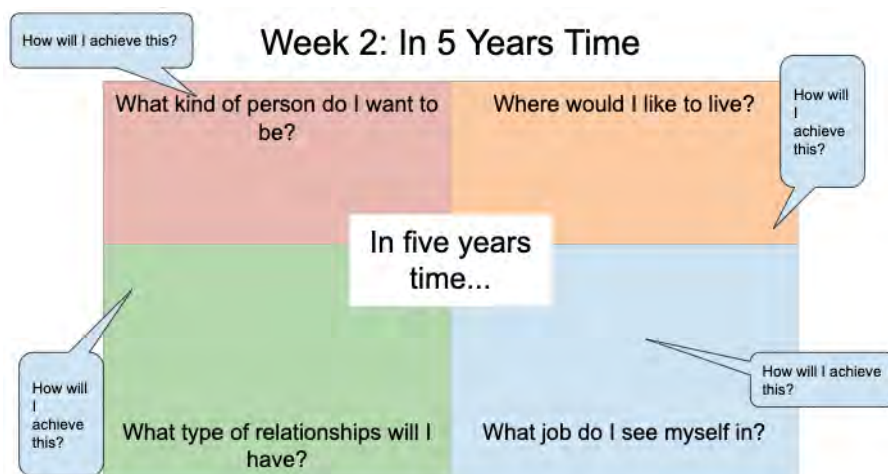 How will I achieve this?
Week 2: In 5 Years Time
What kind of person do I want to
be?
Where would I like to live?
How will
I
achieve
this?
In five years
time...
How will
I
achieve
this?
What type of relationships will I
have?
How will I achieve
this?
What job do I see myself in?